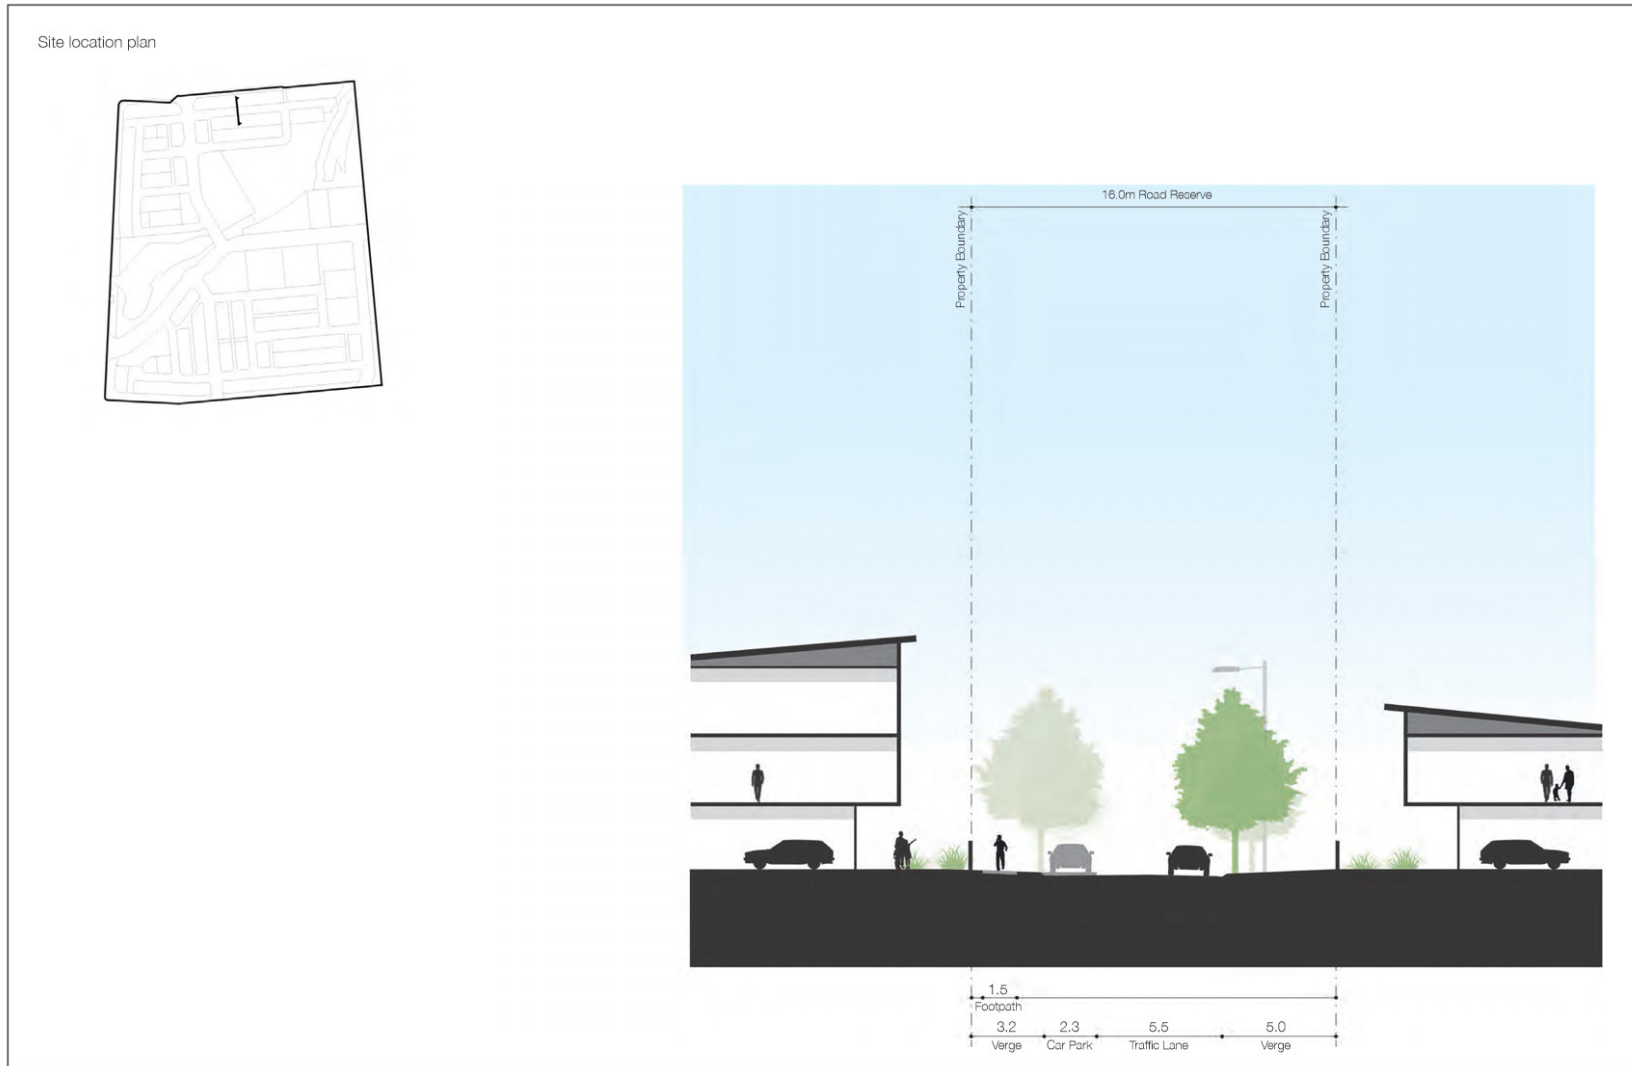 Site location plan
16.0m Road Reserve
Property Boundary
Property Boundary
1.5
Footpath
3.2 2.3 5.5 5.0
Verge Car Park Traffic Lane Verge